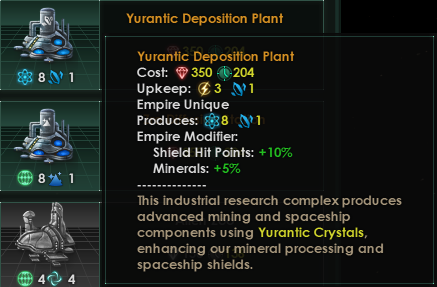 Yurantic Deposition Plant
Yurantic Deposition Plant
Cost: 350 204
Upkeep: 3 1
Empire Unique
Produces: 8 1
Empire Modifier:
Shield Hit Points: +10%
Minerals: +5%
--------------
This industrial research complex produces
advanced mining and spaceship
components using Yurantic Crystals,
enhancing our mineral processing and
spaceship shields.
8 1
8 1
4 4